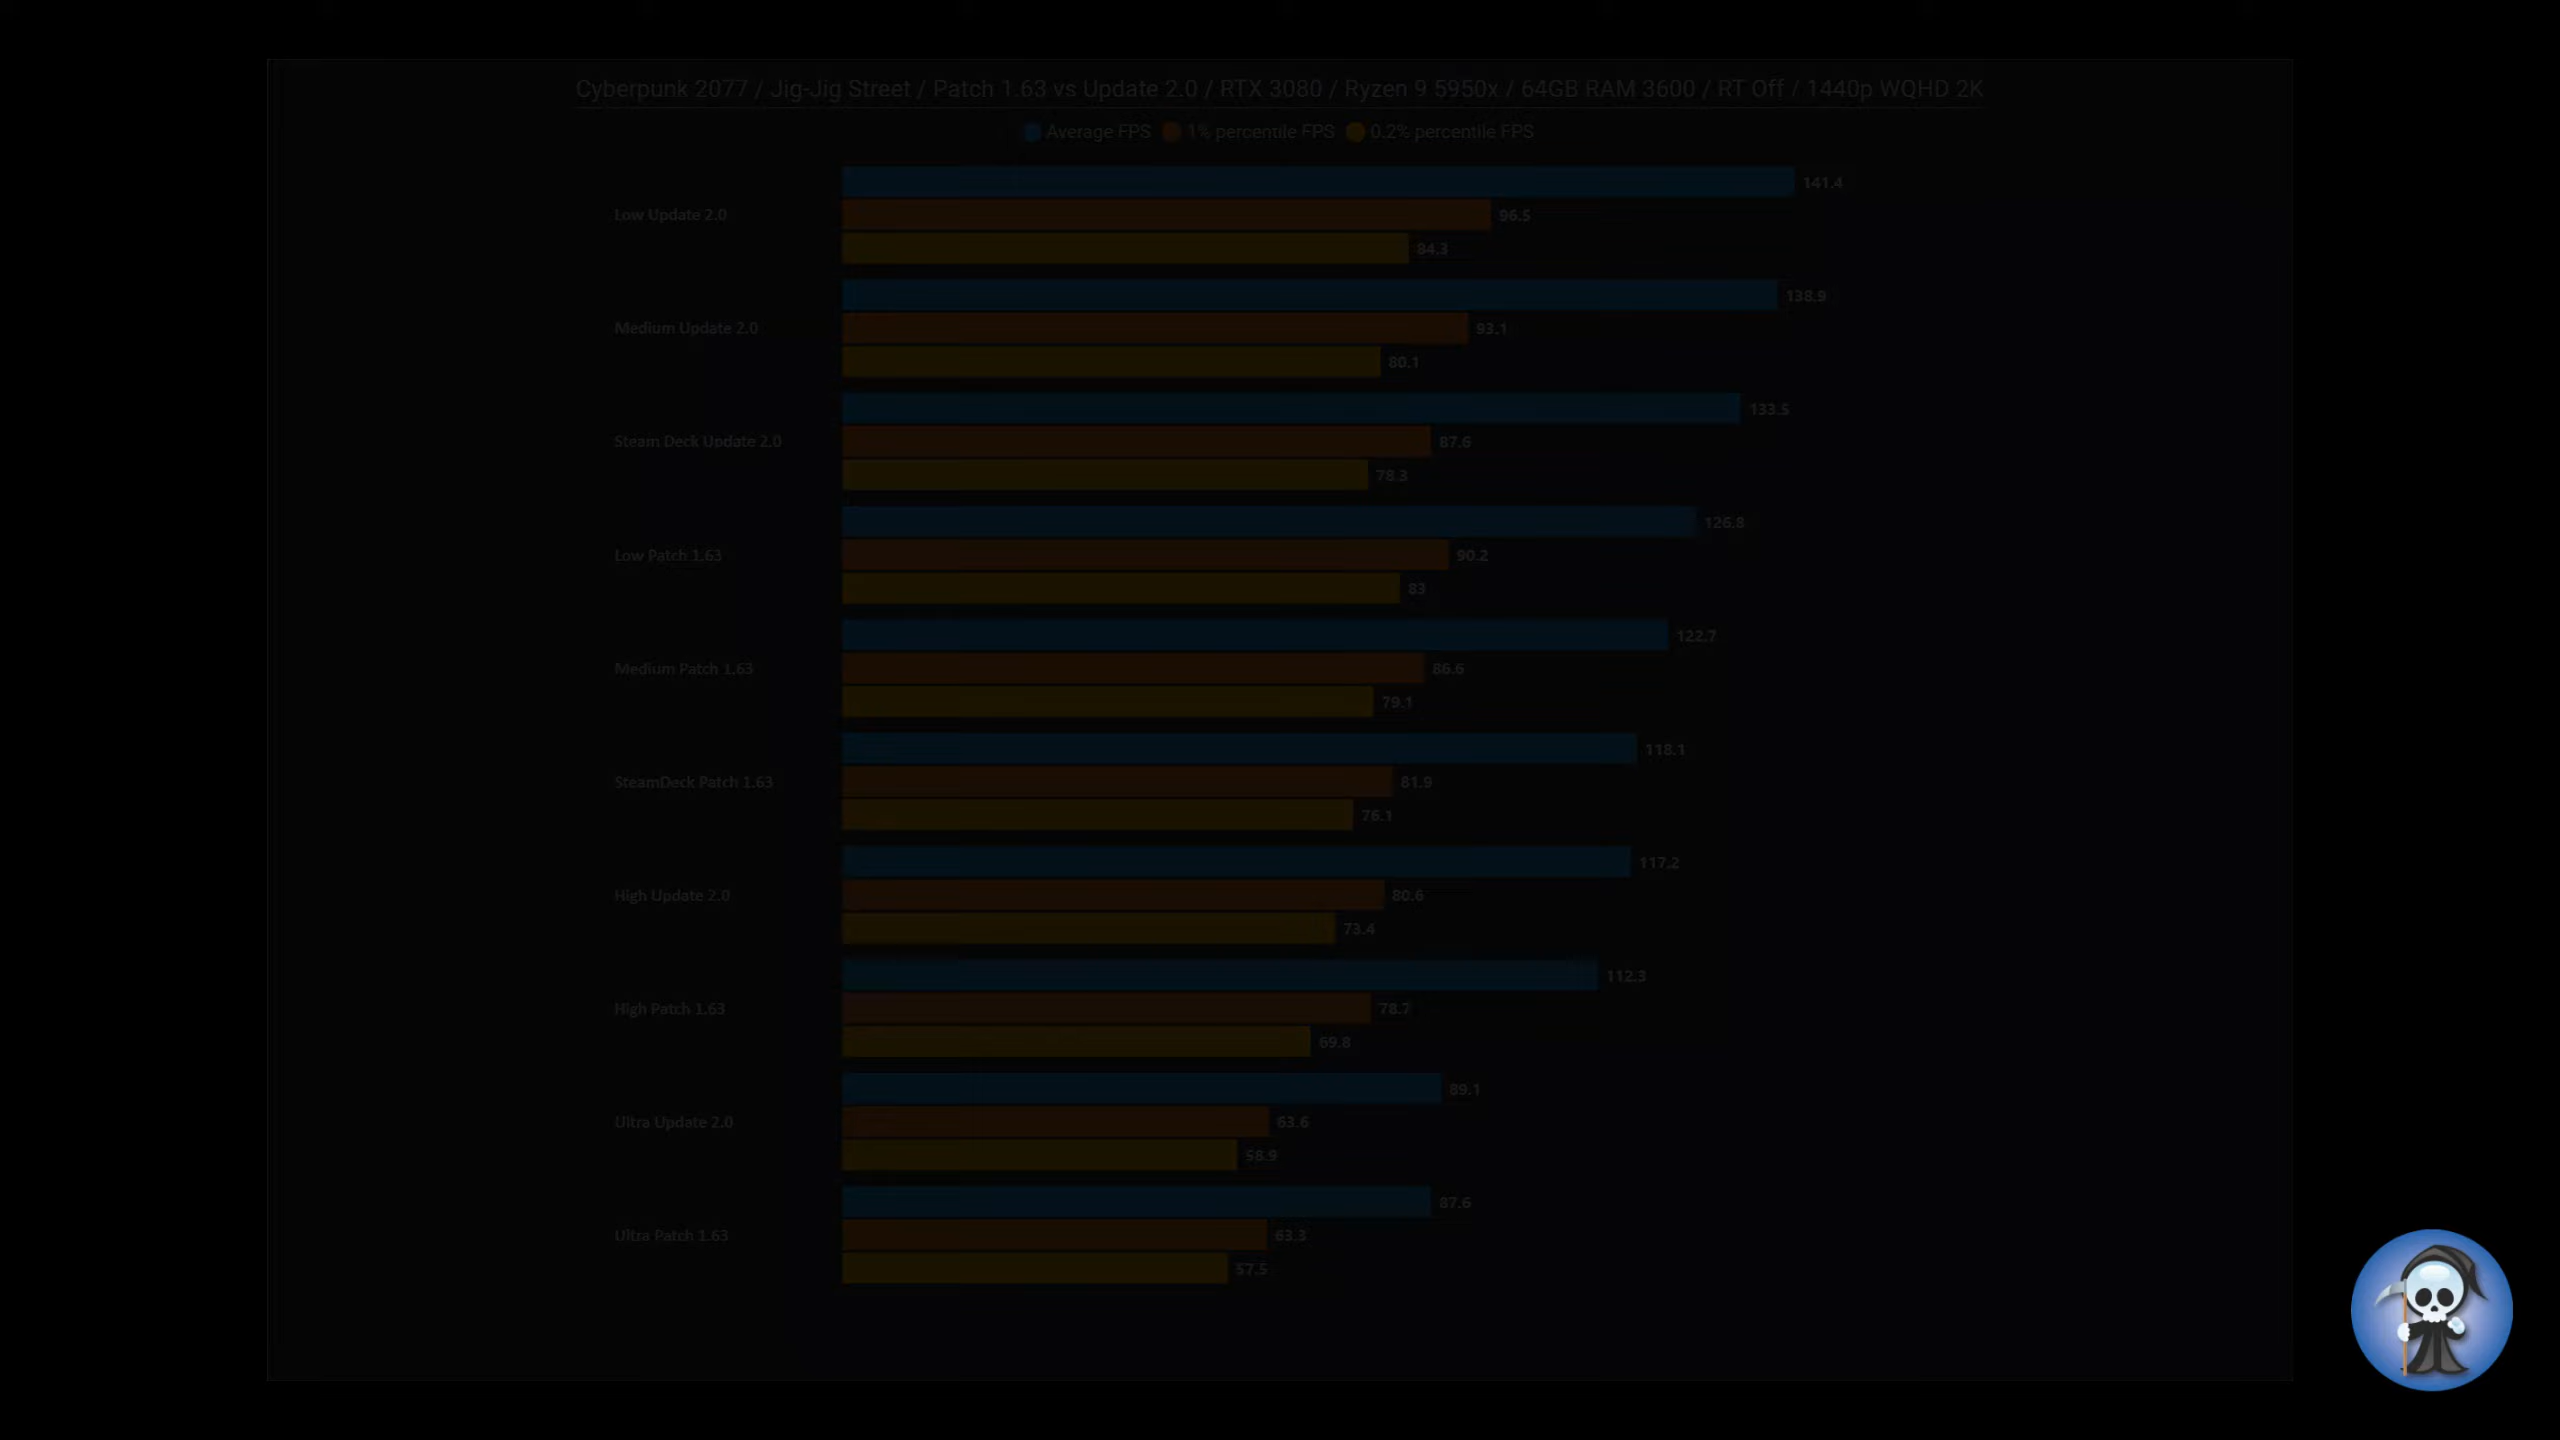 Cyberpunk 2077 / Jig-Jig Street / Patch 1.63 vs Update 2.0 / RTX 3080 / Ryzen 9 5950x / 64GB RAM 3600 / RT Off / 1440p WQHD 2K
Average FPS 1% percentile FPS 0.2% percentile FPS
141.4
Low Update 2.0 96.5
84.3
138.9
Medium Update 2.0 93.1
80.1
133.5
Steam Deck Update 2.0 87.6
78.3
126.8
Low Patch 1.63 90.2
83
122.7
Medium Patch 1.63 86.6
79.1
118.1
SteamDeck Patch 1.63 81.9
76.1
117.2
High Update 2.0 80.6
73.4
112.3
High Patch 1.63 78.7
69.8
89.1
Ultra Update 2.0 63.6
58.9
87.6
Ultra Patch 1.63 63.3
57.5